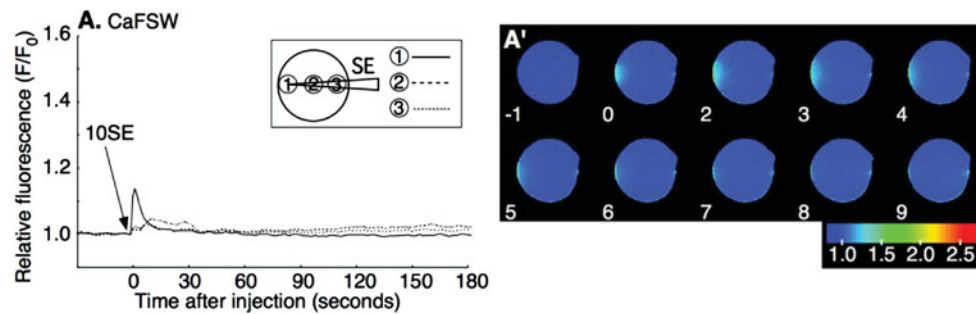 A. CaFSW
Relative fluorescence (F/F₀)
1.6
1.4
1.2
1.0
10SE
SE
①
②
③
① ② ③
0 30 60 90 120 150 180
Time after injection (seconds)
A'
-1 0 2 3 4
5 6 7 8 9
1.0 1.5 2.0 2.5